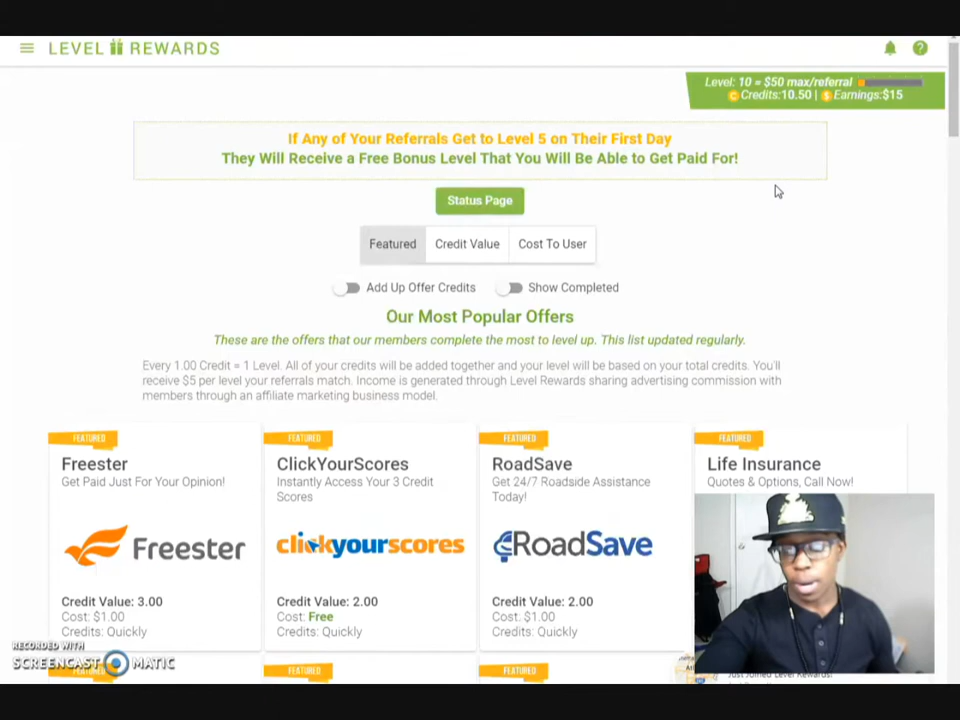 LEVEL REWARDS
Level: 10 = $50 max/referral
Credits:10.50 | Earnings:$15
If Any of Your Referrals Get to Level 5 on Their First Day
They Will Receive a Free Bonus Level That You Will Be Able to Get Paid For!
Status Page
Featured Credit Value Cost To User
Add Up Offer Credits Show Completed
Our Most Popular Offers
These are the offers that our members complete the most to level up. This list updated regularly.
Every 1.00 Credit = 1 Level. All of your credits will be added together and your level will be based on your total credits. You'll
receive $5 per level your referrals match. Income is generated through Level Rewards sharing advertising commission with
members through an affiliate marketing business model.
FEATURED
Freester
Get Paid Just For Your Opinion!
Freester
Credit Value: 3.00
Cost: $1.00
Credits: Quickly
FEATURED
ClickYourScores
Instantly Access Your 3 Credit
Scores
clickyourscores
Credit Value: 2.00
Cost: Free
Credits: Quickly
FEATURED
RoadSave
Get 24/7 Roadside Assistance
Today!
RoadSave
Credit Value: 2.00
Cost: $1.00
Credits: Quickly
FEATURED
Life Insurance
Quotes & Options, Call Now!
RECORDED WITH
SCREENCAST MATIC
FEATURED
FEATURED
FEATURED
Just Joined Level Rewards!